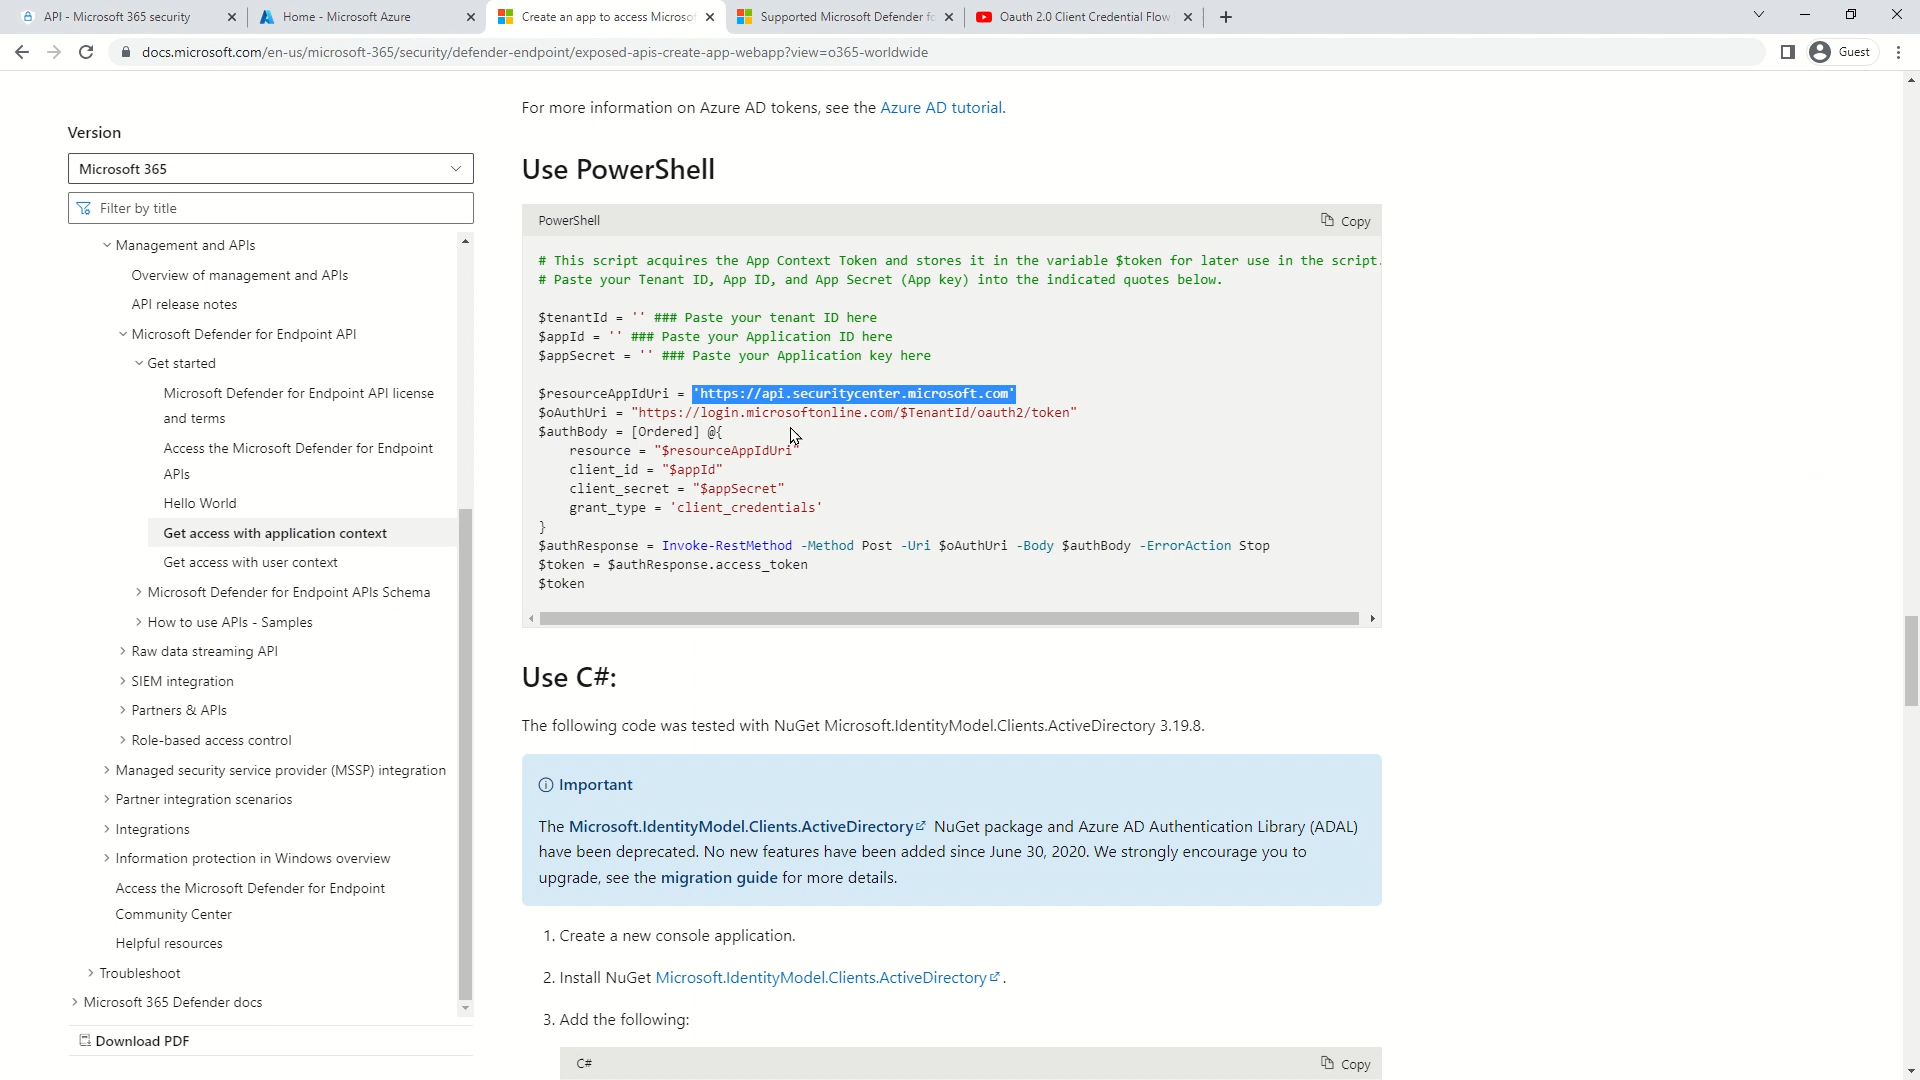 API - Microsoft 365 security
Home - Microsoft Azure
Create an app to access Microsof
Supported Microsoft Defender fo
Oauth 2.0 Client Credential Flow
docs.microsoft.com/en-us/microsoft-365/security/defender-endpoint/exposed-apis-create-app-webapp?view=o365-worldwide
Guest
Version
Microsoft 365
Filter by title
Management and APIs
Overview of management and APIs
API release notes
Microsoft Defender for Endpoint API
Get started
Microsoft Defender for Endpoint API license
and terms
Access the Microsoft Defender for Endpoint
APIs
Hello World
Get access with application context
Get access with user context
Microsoft Defender for Endpoint APIs Schema
How to use APIs - Samples
Raw data streaming API
SIEM integration
Partners & APIs
Role-based access control
Managed security service provider (MSSP) integration
Partner integration scenarios
Integrations
Information protection in Windows overview
Access the Microsoft Defender for Endpoint
Community Center
Helpful resources
Troubleshoot
Microsoft 365 Defender docs
Download PDF
For more information on Azure AD tokens, see the Azure AD tutorial.
Use PowerShell
PowerShell
Copy
# This script acquires the App Context Token and stores it in the variable $token for later use in the script.
# Paste your Tenant ID, App ID, and App Secret (App key) into the indicated quotes below.
$tenantId = '' ### Paste your tenant ID here
$appId = '' ### Paste your Application ID here
$appSecret = '' ### Paste your Application key here
$resourceAppIdUri = 'https://api.securitycenter.microsoft.com'
$oAuthUri = "https://login.microsoftonline.com/$TenantId/oauth2/token"
$authBody = [Ordered] @{
resource = "$resourceAppIdUri"
client_id = "$appId"
client_secret = "$appSecret"
grant_type = 'client_credentials'
}
$authResponse = Invoke-RestMethod -Method Post -Uri $oAuthUri -Body $authBody -ErrorAction Stop
$token = $authResponse.access_token
$token
Use C#:
The following code was tested with NuGet Microsoft.IdentityModel.Clients.ActiveDirectory 3.19.8.
Important
The Microsoft.IdentityModel.Clients.ActiveDirectory NuGet package and Azure AD Authentication Library (ADAL)
have been deprecated. No new features have been added since June 30, 2020. We strongly encourage you to
upgrade, see the migration guide for more details.
1. Create a new console application.
2. Install NuGet Microsoft.IdentityModel.Clients.ActiveDirectory.
3. Add the following:
C#
Copy